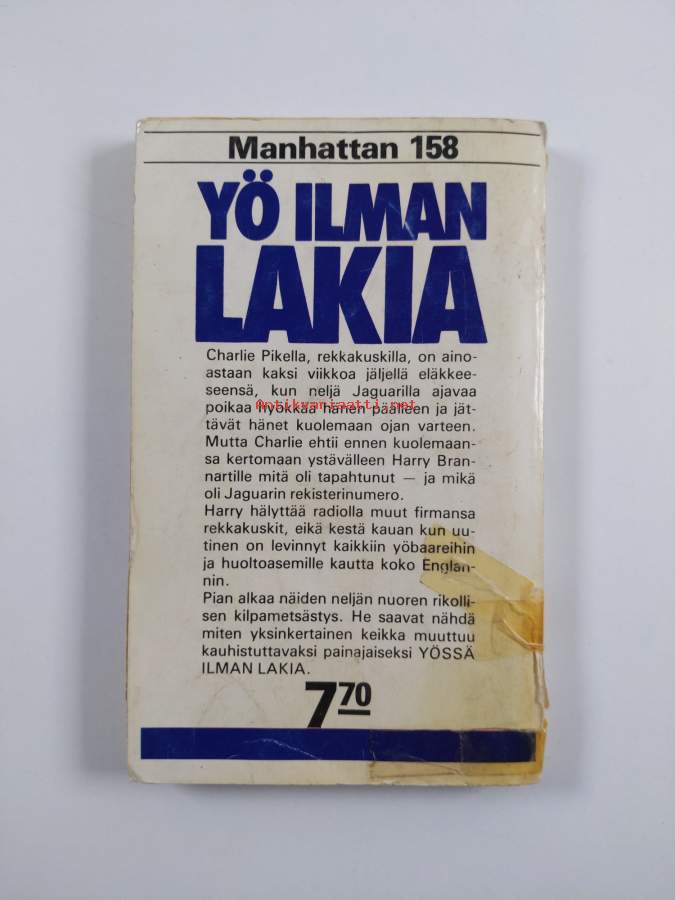 Manhattan 158
YÖ ILMAN
LAKIA
Charlie Pikella, rekkakuskilla, on aino-
astaan kaksi viikkoa jäljellä eläkkee-
seensä, kun neljä Jaguarilla ajavaa
Antikvariaatti.net
poikaa hyökkää hänen päälleen ja jät-
tävät hänet kuolemaan ojan varteen.
Mutta Charlie ehtii ennen kuolemaan-
sa kertomaan ystävälleen Harry Bran-
nartille mitä oli tapahtunut — ja mikä
oli Jaguarin rekisterinumero.
Harry hälyttää radiolla muut firmansa
rekkakuskit, eikä kestä kauan kun uu-
tinen on levinnyt kaikkiin yöbaareihin
ja huoltoasemille kautta koko Englan-
nin.
Pian alkaa näiden neljän nuoren rikolli-
sen kilpametsästys. He saavat nähdä
miten yksinkertainen keikka muuttuu
kauhistuttavaksi painajaiseksi YÖSSÄ
ILMAN LAKIA.
7 70